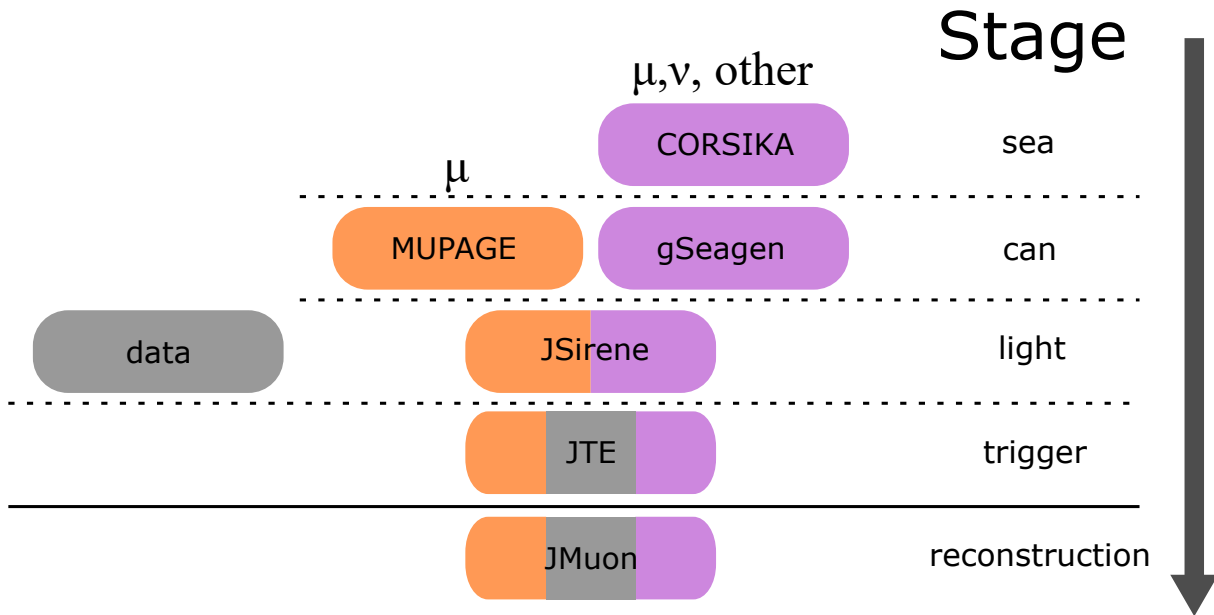 Stage
μ,ν, other
CORSIKA
sea
μ
MUPAGE
gSeagen
can
data
JSirene
light
JTE
trigger
JMuon
reconstruction